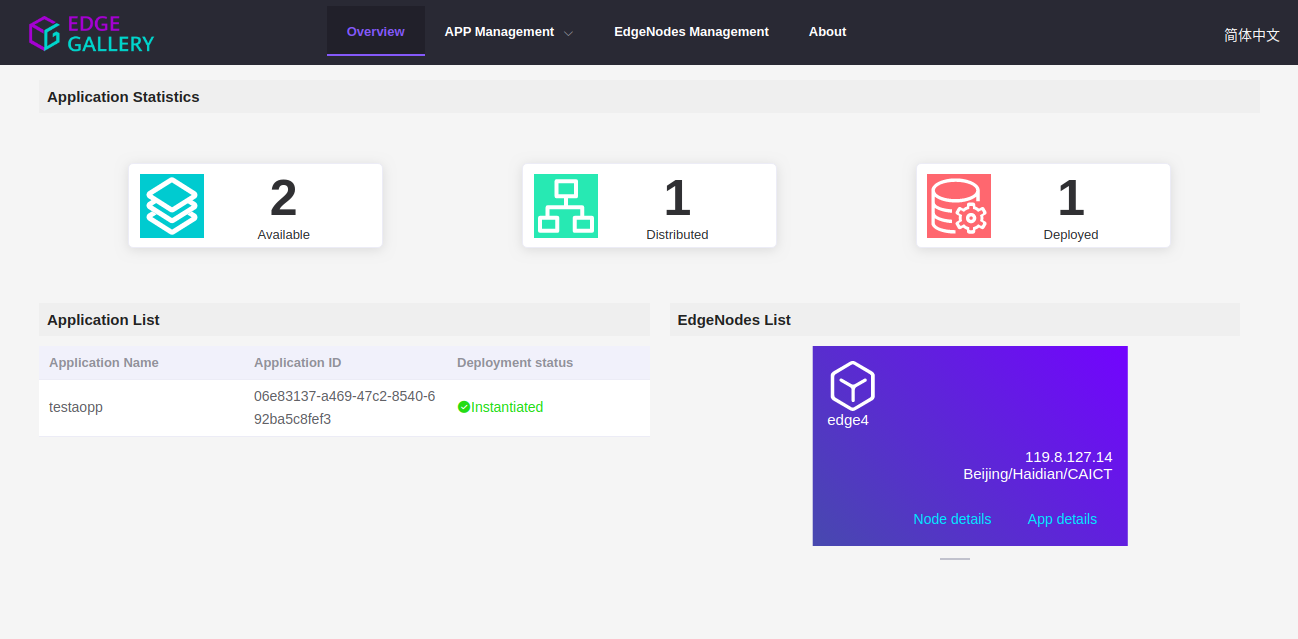 EDGE
GALLERY
Overview
APP Management
EdgeNodes Management
About
简体中文
Application Statistics
2
Available
1
Distributed
1
Deployed
Application List
Application Name
Application ID
Deployment status
testaopp
06e83137-a469-47c2-8540-6
92ba5c8fef3
Instantiated
EdgeNodes List
edge4
119.8.127.14
Beijing/Haidian/CAICT
Node details
App details